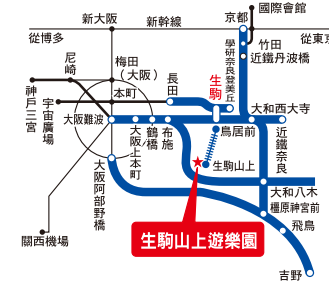 國際會館
新大阪
新幹線
京都
從博多
從東京
竹田
近鐵丹波橋
尼崎
梅田
（大阪）
長田
學研奈良登美丘
生駒
神戶三宮
宇宙廣場
本町
大阪難波
大和西大寺
鶴橋
布施
大阪上本町
鳥居前
近鐵奈良
生駒山上
大阪阿部野橋
大和八木
橿原神宮前
飛鳥
關西機場
生駒山上遊樂園
吉野